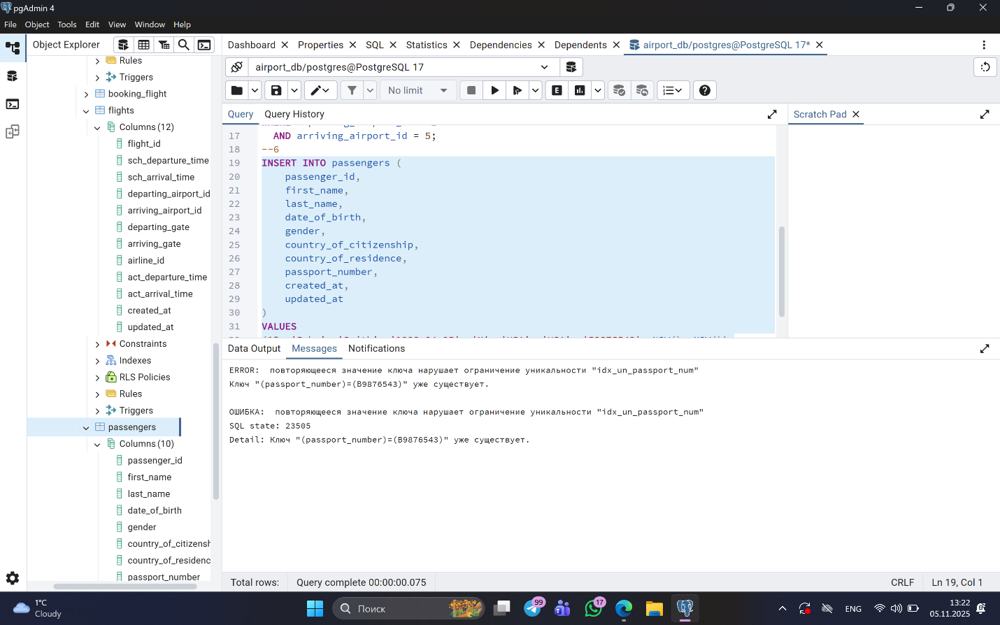 pgAdmin 4
File Object Tools Edit View Window Help
Object Explorer
Dashboard Properties SQL Statistics Dependencies Dependents airport_db/postgres@PostgreSQL 17*
airport_db/postgres@PostgreSQL 17
No limit
E
Query Query History
Scratch Pad
Rules
Triggers
booking_flight
flights
Columns (12)
flight_id
sch_departure_time
sch_arrival_time
departing_airport_id
arriving_airport_id
departing_gate
arriving_gate
airline_id
act_departure_time
act_arrival_time
created_at
updated_at
Constraints
Indexes
RLS Policies
Rules
Triggers
passengers
Columns (10)
passenger_id
first_name
last_name
date_of_birth
gender
country_of_citizensh
country_of_residenc
passport_number
17 AND arriving_airport_id = 5;
18 --6
19 INSERT INTO passengers (
20 passenger_id,
21 first_name,
22 last_name,
23 date_of_birth,
24 gender,
25 country_of_citizenship,
26 country_of_residence,
27 passport_number,
28 created_at,
29 updated_at
30 )
31 VALUES
Data Output Messages Notifications
ERROR: повторяющееся значение ключа нарушает ограничение уникальности "idx_un_passport_num"
Ключ "(passport_number)=(B9876543)" уже существует.
ОШИБКА: повторяющееся значение ключа нарушает ограничение уникальности "idx_un_passport_num"
SQL state: 23505
Detail: Ключ "(passport_number)=(B9876543)" уже существует.
Total rows: Query complete 00:00:00.075 CRLF Ln 19, Col 1
1°C
Cloudy
Поиск
99
17
ENG
13:22
05.11.2025